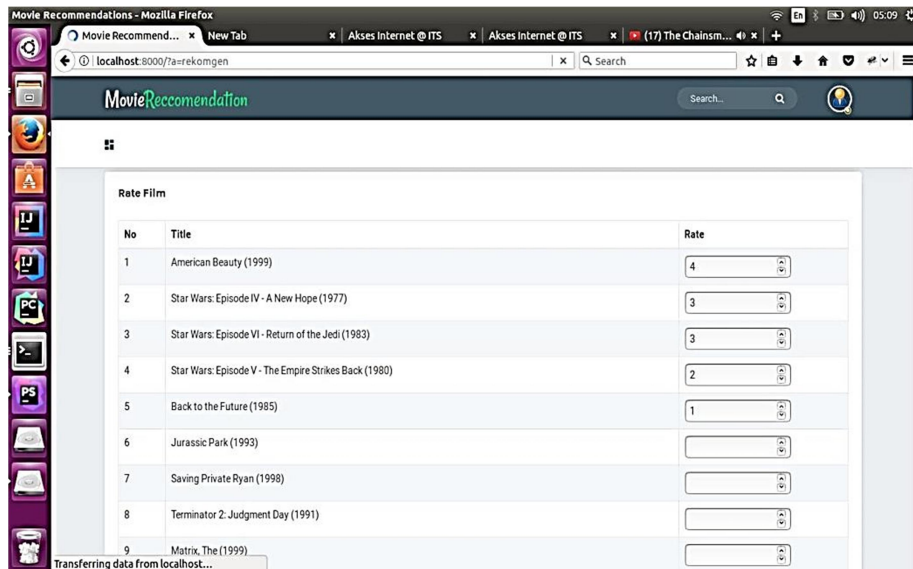 Movie Recommendations - Mozilla Firefox
En
05:09
Movie Recommend...
New Tab
Akses Internet @ ITS
Akses Internet @ ITS
(17) The Chainsm...
localhost:8000/?a=rekomgen
Search
MovieReccomendation
Search...
Rate Film
No Title Rate
1 American Beauty (1999) 4
2 Star Wars: Episode IV - A New Hope (1977) 3
3 Star Wars: Episode VI - Return of the Jedi (1983) 3
4 Star Wars: Episode V - The Empire Strikes Back (1980) 2
5 Back to the Future (1985) 1
6 Jurassic Park (1993)
7 Saving Private Ryan (1998)
8 Terminator 2: Judgment Day (1991)
9 Matrix, The (1999)
Transferring data from localhost...
IJ
IJ
PC
>_
PS